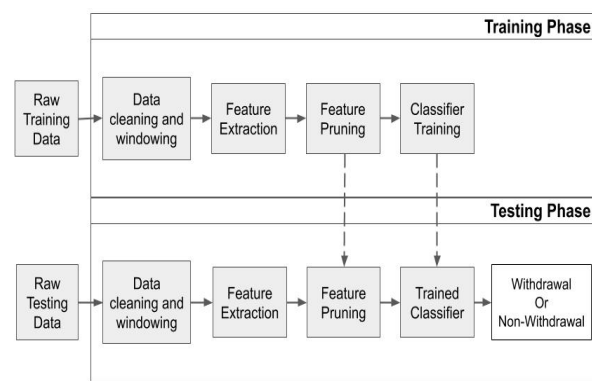 Training Phase
Raw
Training
Data
Data
cleaning and
windowing
Feature
Extraction
Feature
Pruning
Classifier
Training
Testing Phase
Raw
Testing
Data
Data
cleaning and
windowing
Feature
Extraction
Feature
Pruning
Trained
Classifier
Withdrawal
Or
Non-Withdrawal